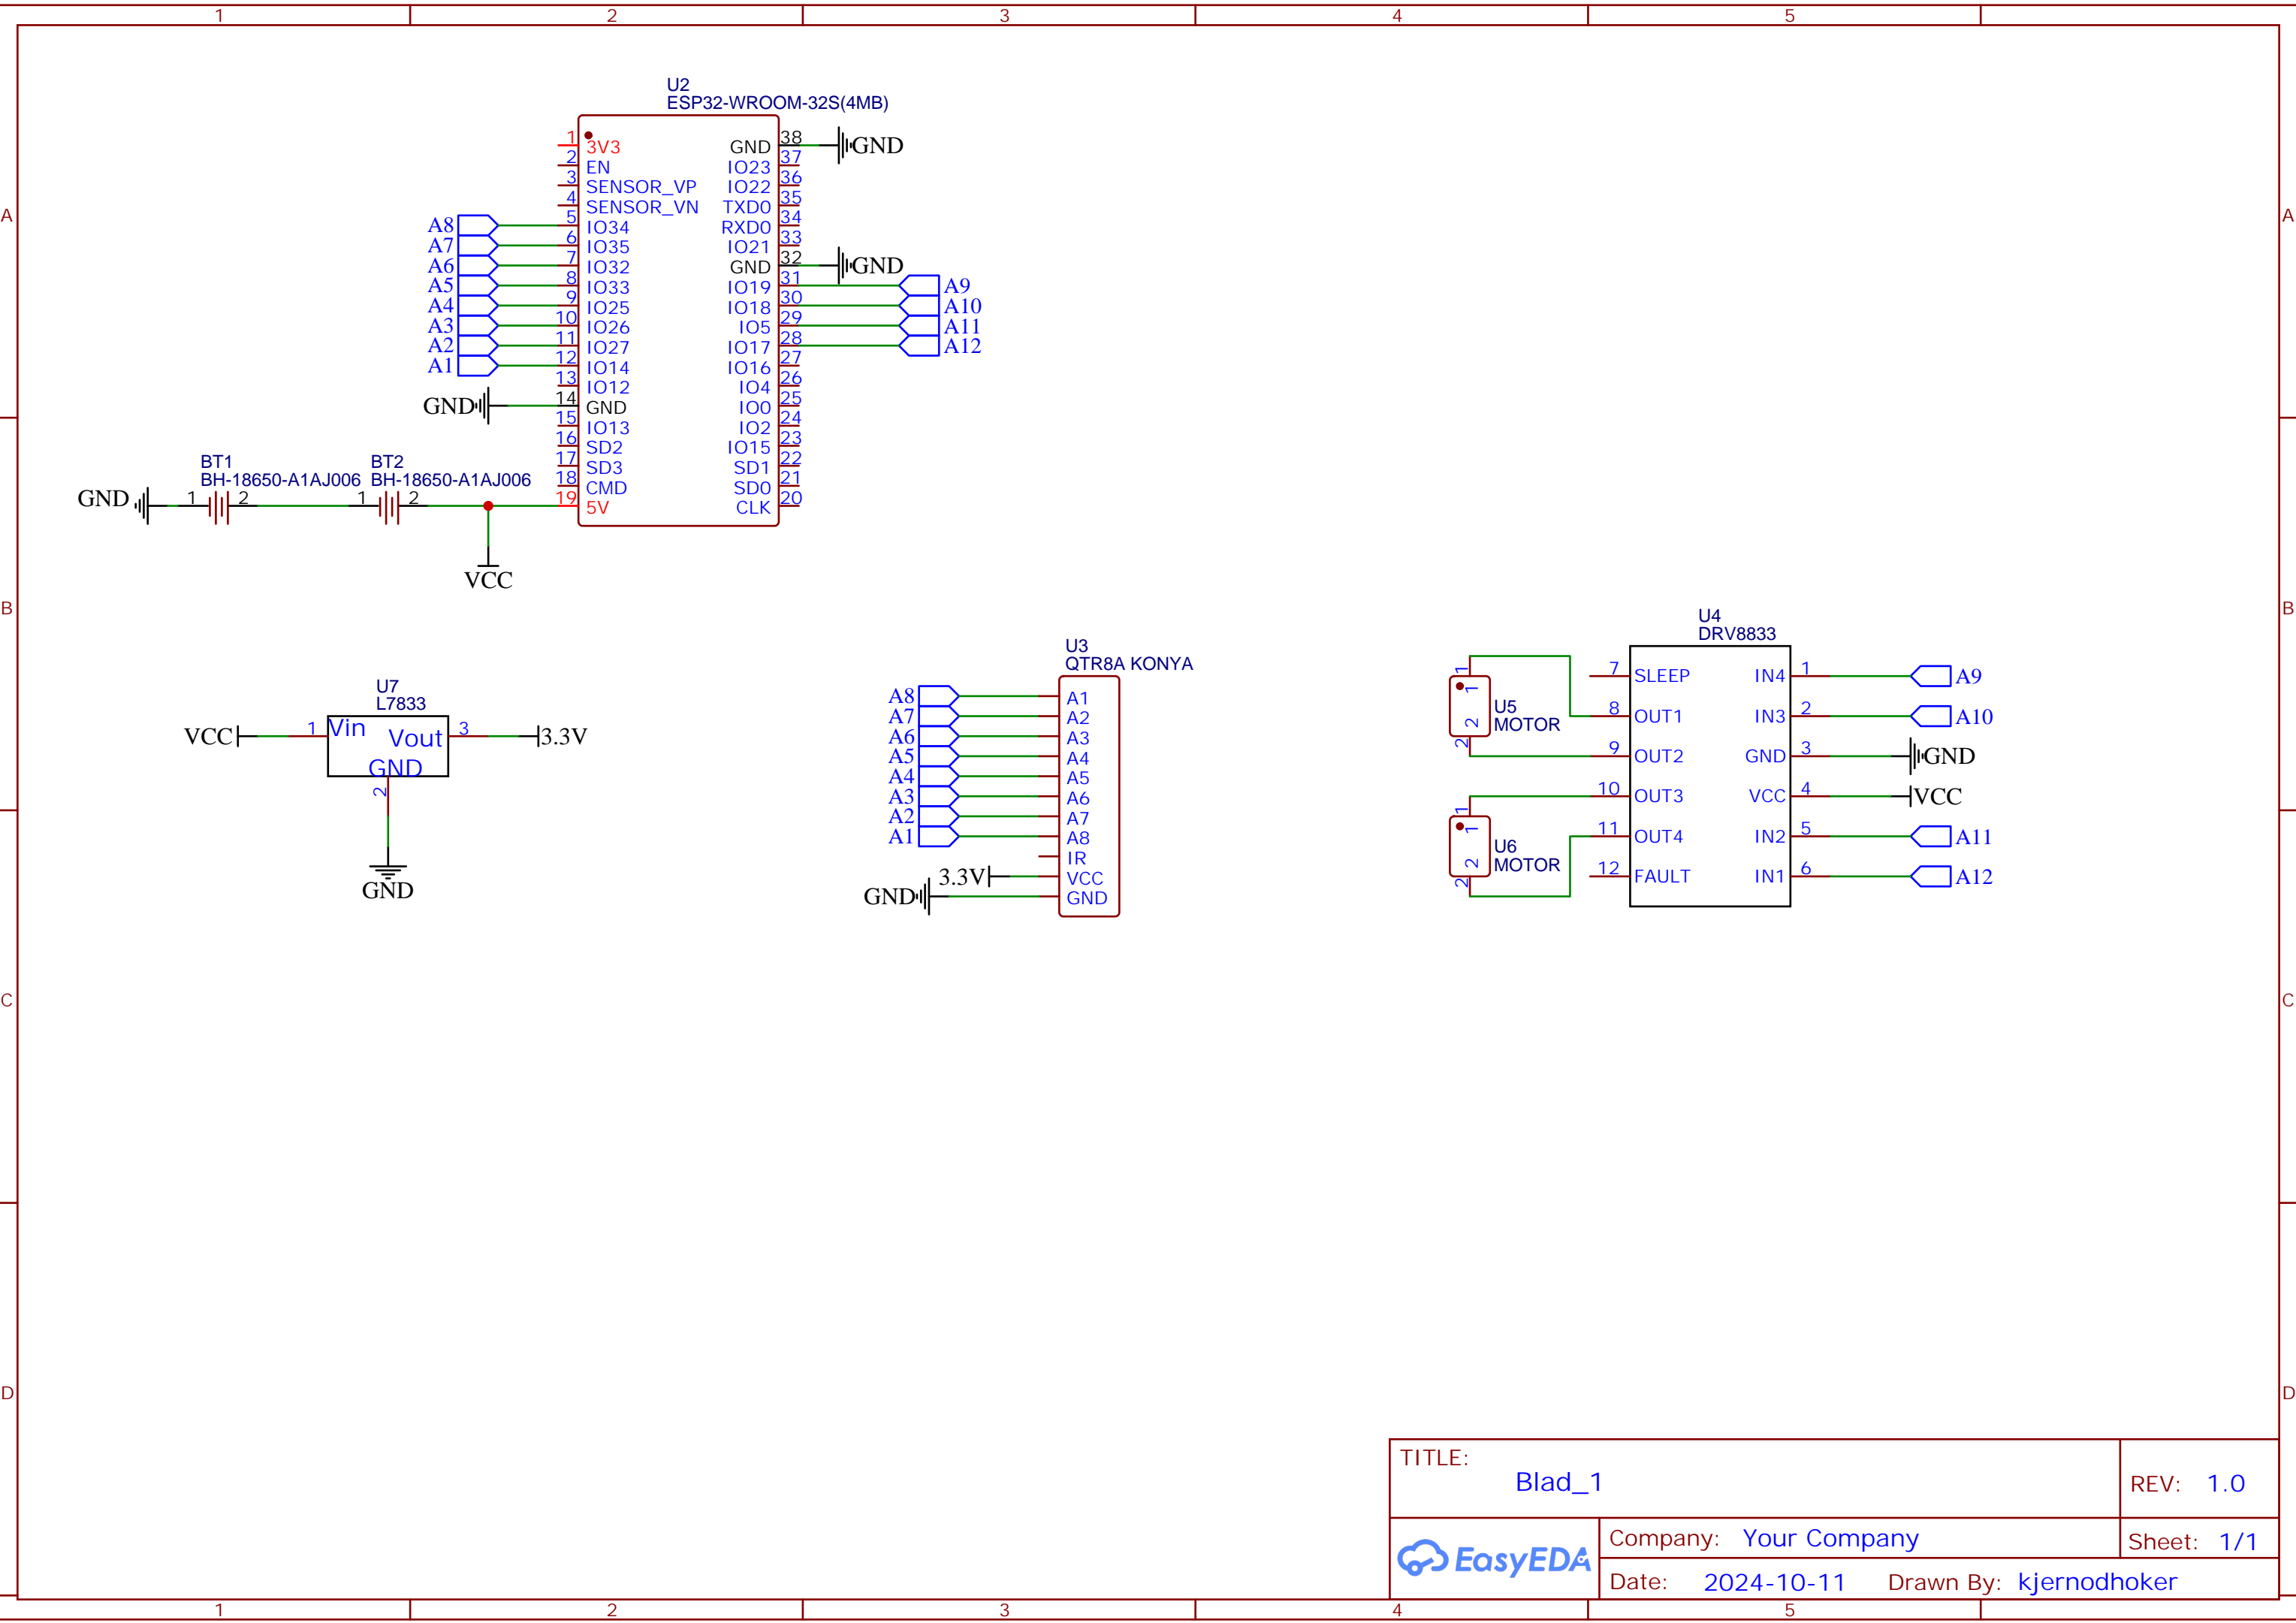 1 2 3 4 5
A
B
C
D
A
B
C
D
1 2 3 4 5
U2
ESP32-WROOM-32S(4MB)
1 3V3 GND 38 GND
2 EN IO23 37
3 SENSOR_VP IO22 36
4 SENSOR_VN TXD0 35
A8 5 IO34 RXD0 34
A7 6 IO35 IO21 33
A6 7 IO32 GND 32 GND
A5 8 IO33 IO19 31 A9
A4 9 IO25 IO18 30 A10
A3 10 IO26 IO5 29 A11
A2 11 IO27 IO17 28 A12
A1 12 IO14 IO16 27
13 IO12 IO4 26
GND 14 GND IO0 25
15 IO13 IO2 24
16 SD2 IO15 23
17 SD3 SD1 22
18 CMD SD0 21
19 5V CLK 20
BT1
BH-18650-A1AJ006
BT2
BH-18650-A1AJ006
GND 1 2 1 2
VCC
U7
L7833
VCC 1 Vin Vout 3 3.3V
GND
2
GND
U3
QTR8A KONYA
A8 A1
A7 A2
A6 A3
A5 A4
A4 A5
A3 A6
A2 A7
A1 A8
IR
3.3V VCC
GND GND
U4
DRV8833
7 SLEEP IN4 1 A9
8 OUT1 IN3 2 A10
9 OUT2 GND 3 GND
10 OUT3 VCC 4 VCC
11 OUT4 IN2 5 A11
12 FAULT IN1 6 A12
1
1
U5
MOTOR
2
2
1
1
U6
MOTOR
2
2
TITLE:
Blad_1
REV: 1.0
EasyEDA
Company: Your Company
Sheet: 1/1
Date: 2024-10-11 Drawn By: kjernodhoker